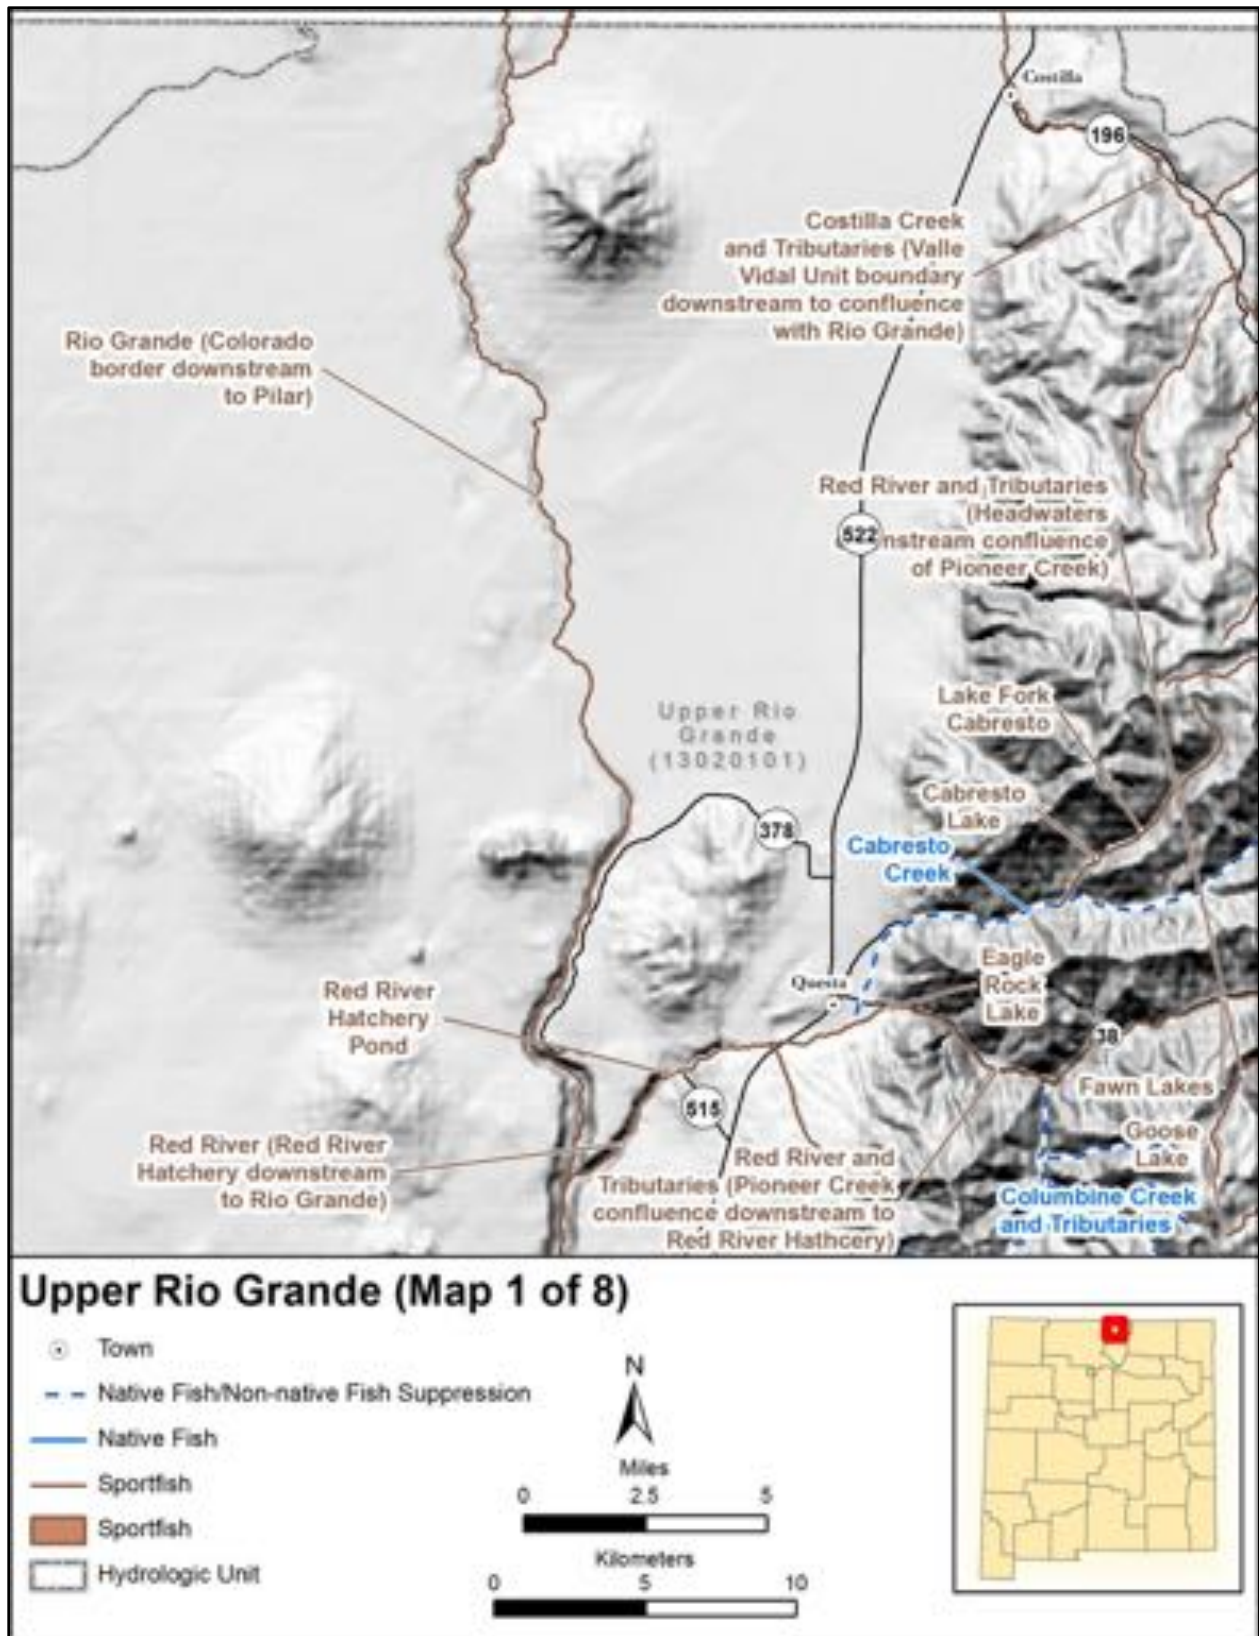 Costilla
196
Costilla Creek
and Tributaries (Valle
Vidal Unit boundary
downstream to confluence
with Rio Grande)
Rio Grande (Colorado
border downstream
to Pilar)
Red River and Tributaries
(Headwaters
522
nstream confluence
of Pioneer Creek)
Lake Fork
Cabresto
Upper Rio
Grande
(13020101)
Cabresto
Lake
378
Cabresto
Creek
Eagle
Rock
Lake
Questa
Red River
Hatchery
Pond
38
Fawn Lakes
515
Goose
Lake
Red River (Red River
Hatchery downstream
to Rio Grande)
Red River and
Tributaries (Pioneer Creek
confluence downstream to
Red River Hathcery)
Columbine Creek
and Tributaries
Upper Rio Grande (Map 1 of 8)
Town
Native Fish/Non-native Fish Suppression
Native Fish
Sportfish
Sportfish
Hydrologic Unit
N
Miles
0 2.5 5
Kilometers
0 5 10